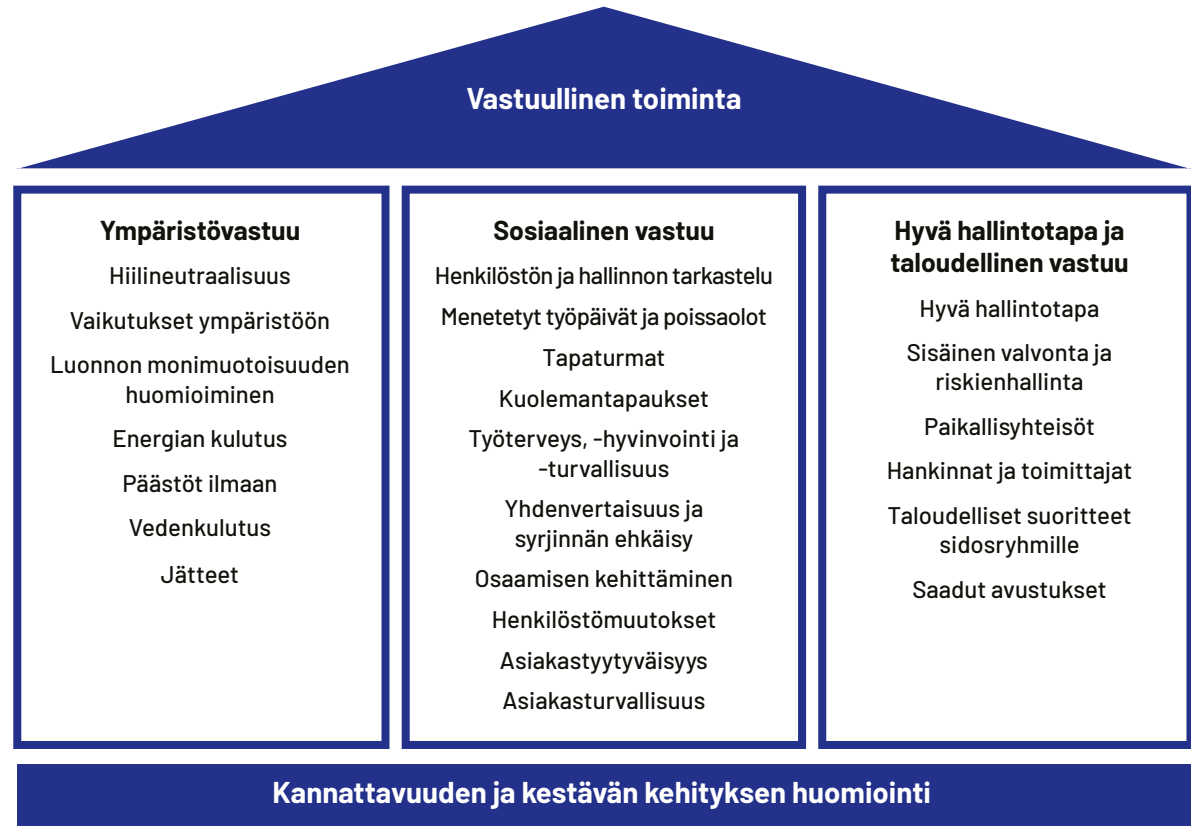 Vastuullinen toiminta
Ympäristövastuu
Hiilineutraalisuus
Vaikutukset ympäristöön
Luonnon monimuotoisuuden
huomioiminen
Energian kulutus
Päästöt ilmaan
Vedenkulutus
Jätteet
Sosiaalinen vastuu
Henkilöstön ja hallinnon tarkastelu
Menetetyt työpäivät ja poissaolot
Tapaturmat
Kuolemantapaukset
Työterveys, -hyvinvointi ja
-turvallisuus
Yhdenvertaisuus ja
syrjinnän ehkäisy
Osaamisen kehittäminen
Henkilöstömuutokset
Asiakastyytyväisyys
Asiakasturvallisuus
Hyvä hallintotapa ja
taloudellinen vastuu
Hyvä hallintotapa
Sisäinen valvonta ja
riskienhallinta
Paikallisyhteisöt
Hankinnat ja toimittajat
Taloudelliset suoritteet
sidosryhmille
Saadut avustukset
Kannattavuuden ja kestävän kehityksen huomiointi